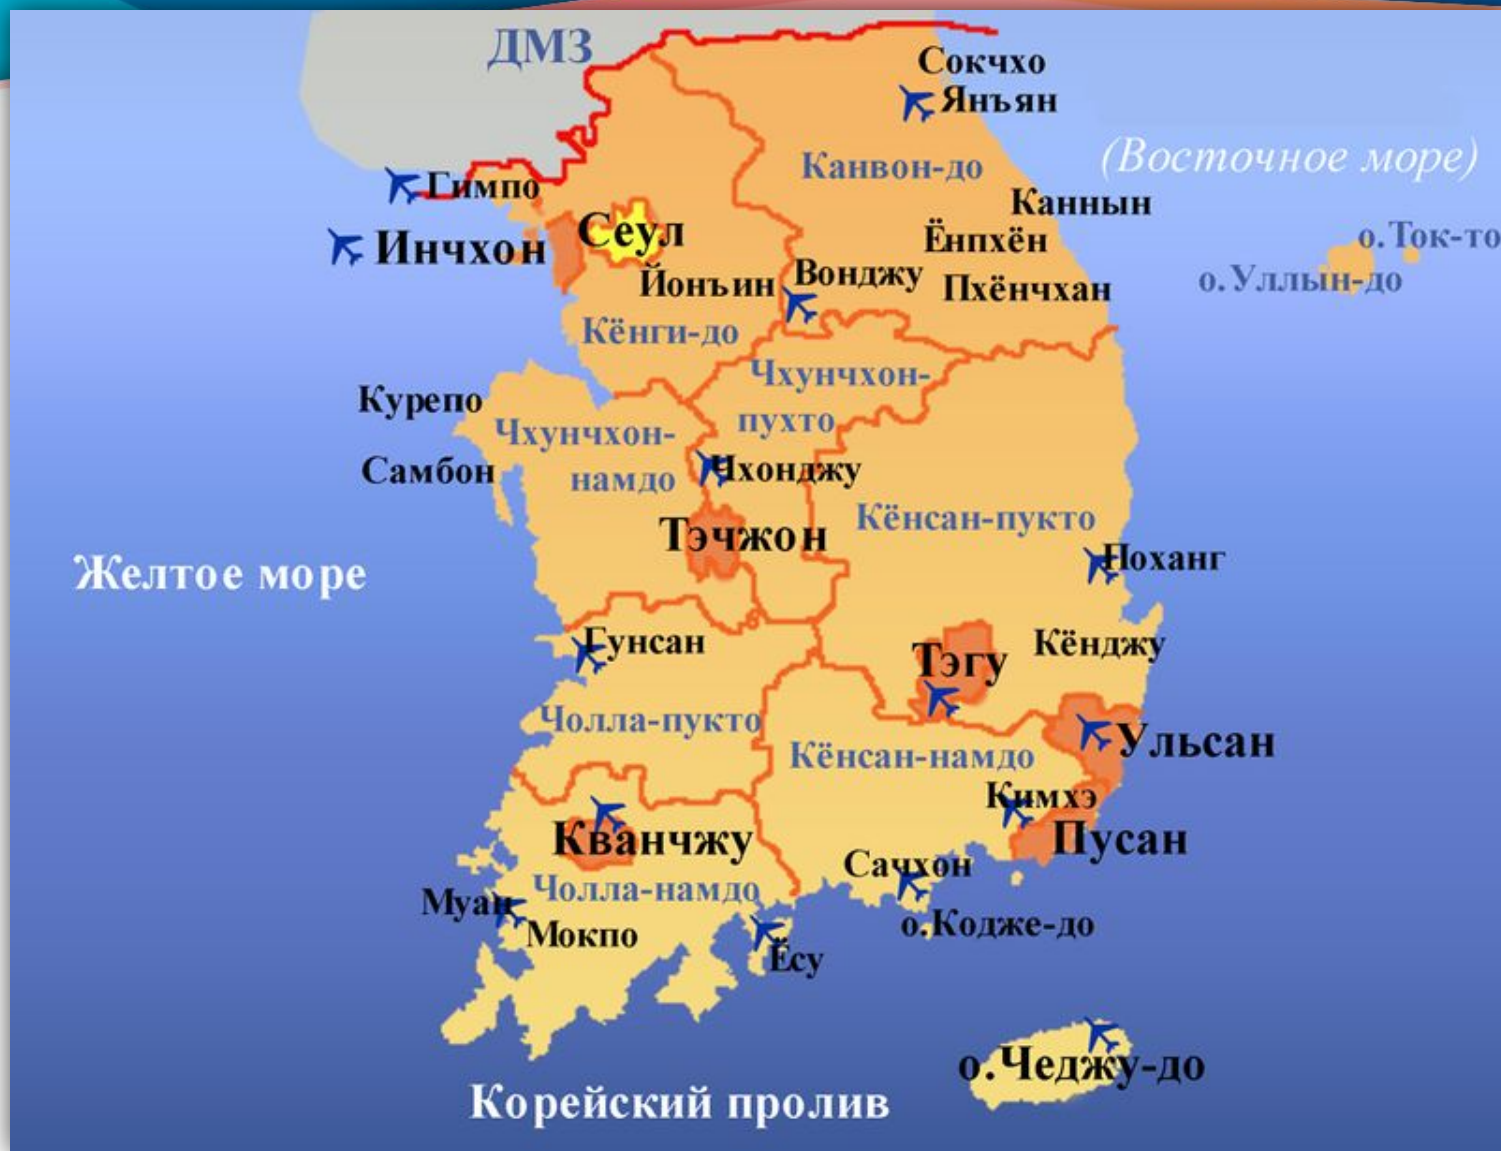 ДМЗ
Сокчхо
Янъян
Канвон-до
(Восточное море)
Гимпо
Каннын
Сеул
Инчхон
Ёнпхён
о.Ток-то
Йонъин
Вонджу
Пхёнчхан
о.Уллын-до
Кёнги-до
Чхунчхон-
пухто
Курепо
Чхунчхон-
намдо
Самбон
Чхонджу
Тэчжон
Кёнсан-пукто
Желтое море
Поханг
Гунсан
Тэгу
Кёнджу
Чолла-пукто
Кёнсан-намдо
Ульсан
Кимхэ
Кванчжу
Пусан
Сачхон
Чолла-намдо
Муан
Мокпо
о.Кодже-до
Ёсу
о.Чеджу-до
Корейский пролив